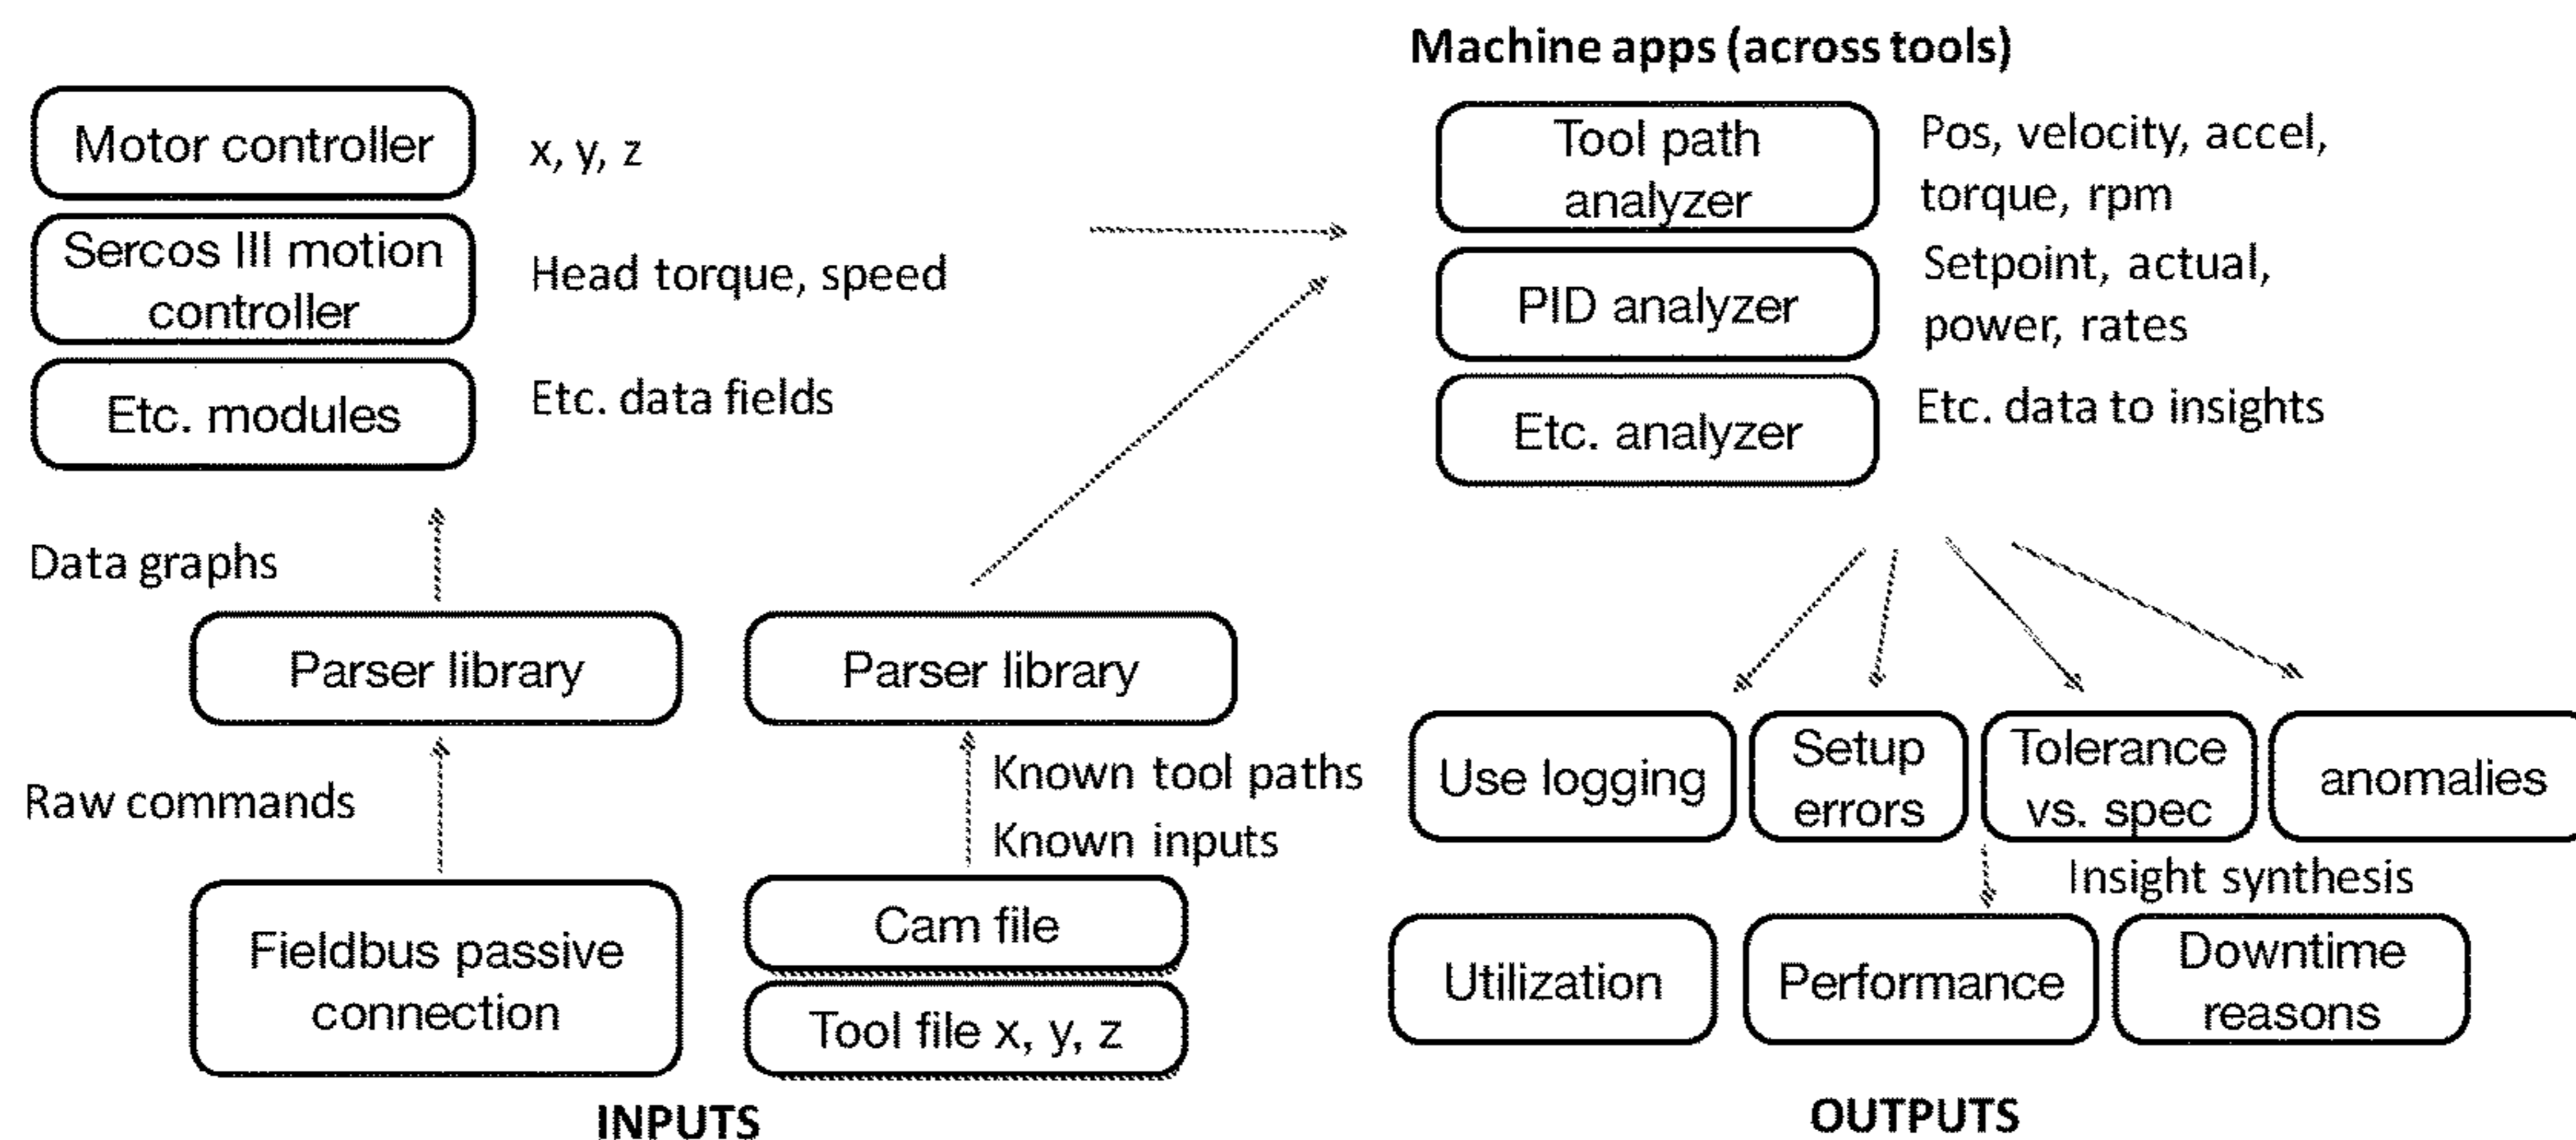 Machine apps (across tools)
Motor controller
x, y, z
Sercos III motion
controller
Head torque, speed
Etc. modules
Etc. data fields
Tool path
analyzer
Pos, velocity, accel,
torque, rpm
PID analyzer
Setpoint, actual,
power, rates
Etc. analyzer
Etc. data to insights
Data graphs
Parser library
Parser library
Raw commands
Known tool paths
Known inputs
Fieldbus passive
connection
Cam file
Tool file x, y, z
INPUTS
Use logging
Setup
errors
Tolerance
vs. spec
anomalies
Insight synthesis
Utilization
Performance
Downtime
reasons
OUTPUTS